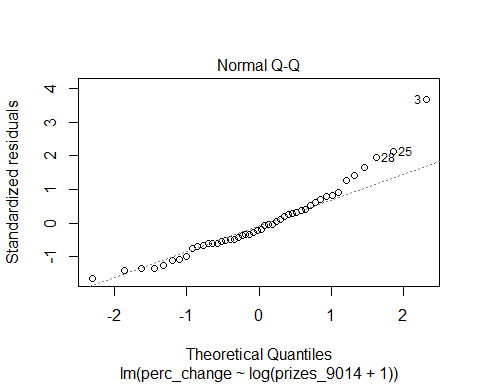 Normal Q-Q
Standardized residuals
4
3
2
1
0
-1
3
28
25
-2 -1 0 1 2
Theoretical Quantiles
lm(perc_change ~ log(prizes_9014 + 1))